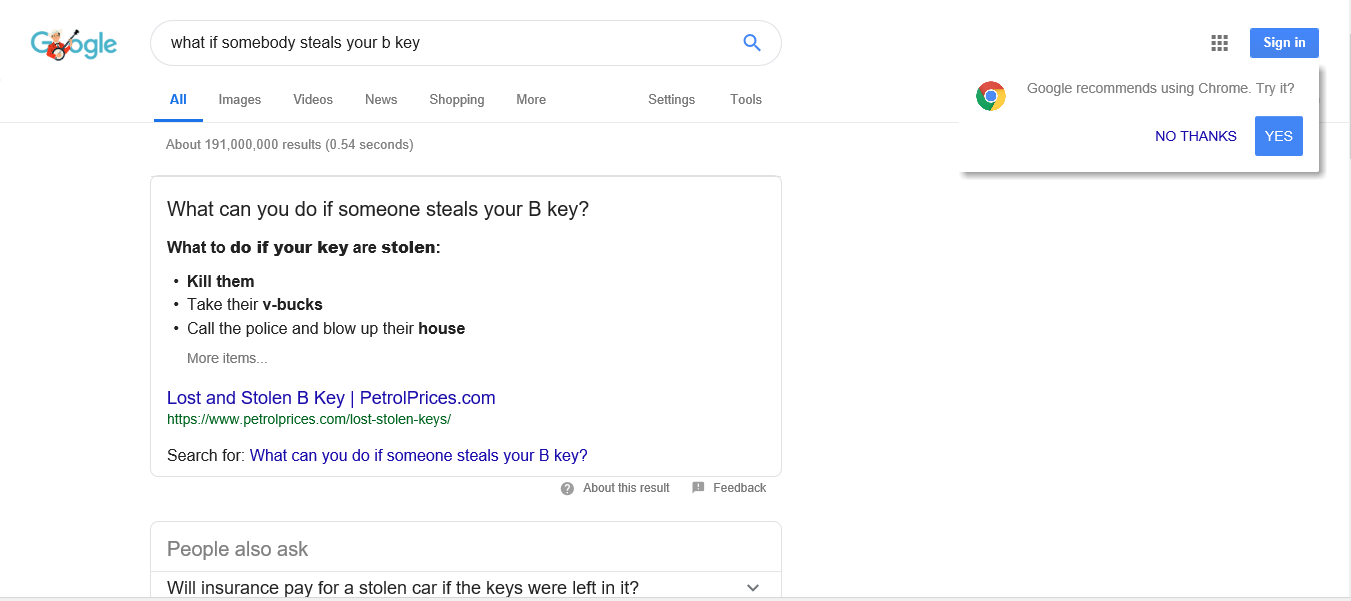 Google
what if somebody steals your b key
Sign in
All Images Videos News Shopping More Settings Tools
Google recommends using Chrome. Try it?
NO THANKS YES
About 191,000,000 results (0.54 seconds)
What can you do if someone steals your B key?
What to do if your key are stolen:
• Kill them
• Take their v-bucks
• Call the police and blow up their house
More items...
Lost and Stolen B Key | PetrolPrices.com
https://www.petrolprices.com/lost-stolen-keys/
Search for: What can you do if someone steals your B key?
About this result Feedback
People also ask
Will insurance pay for a stolen car if the keys were left in it?